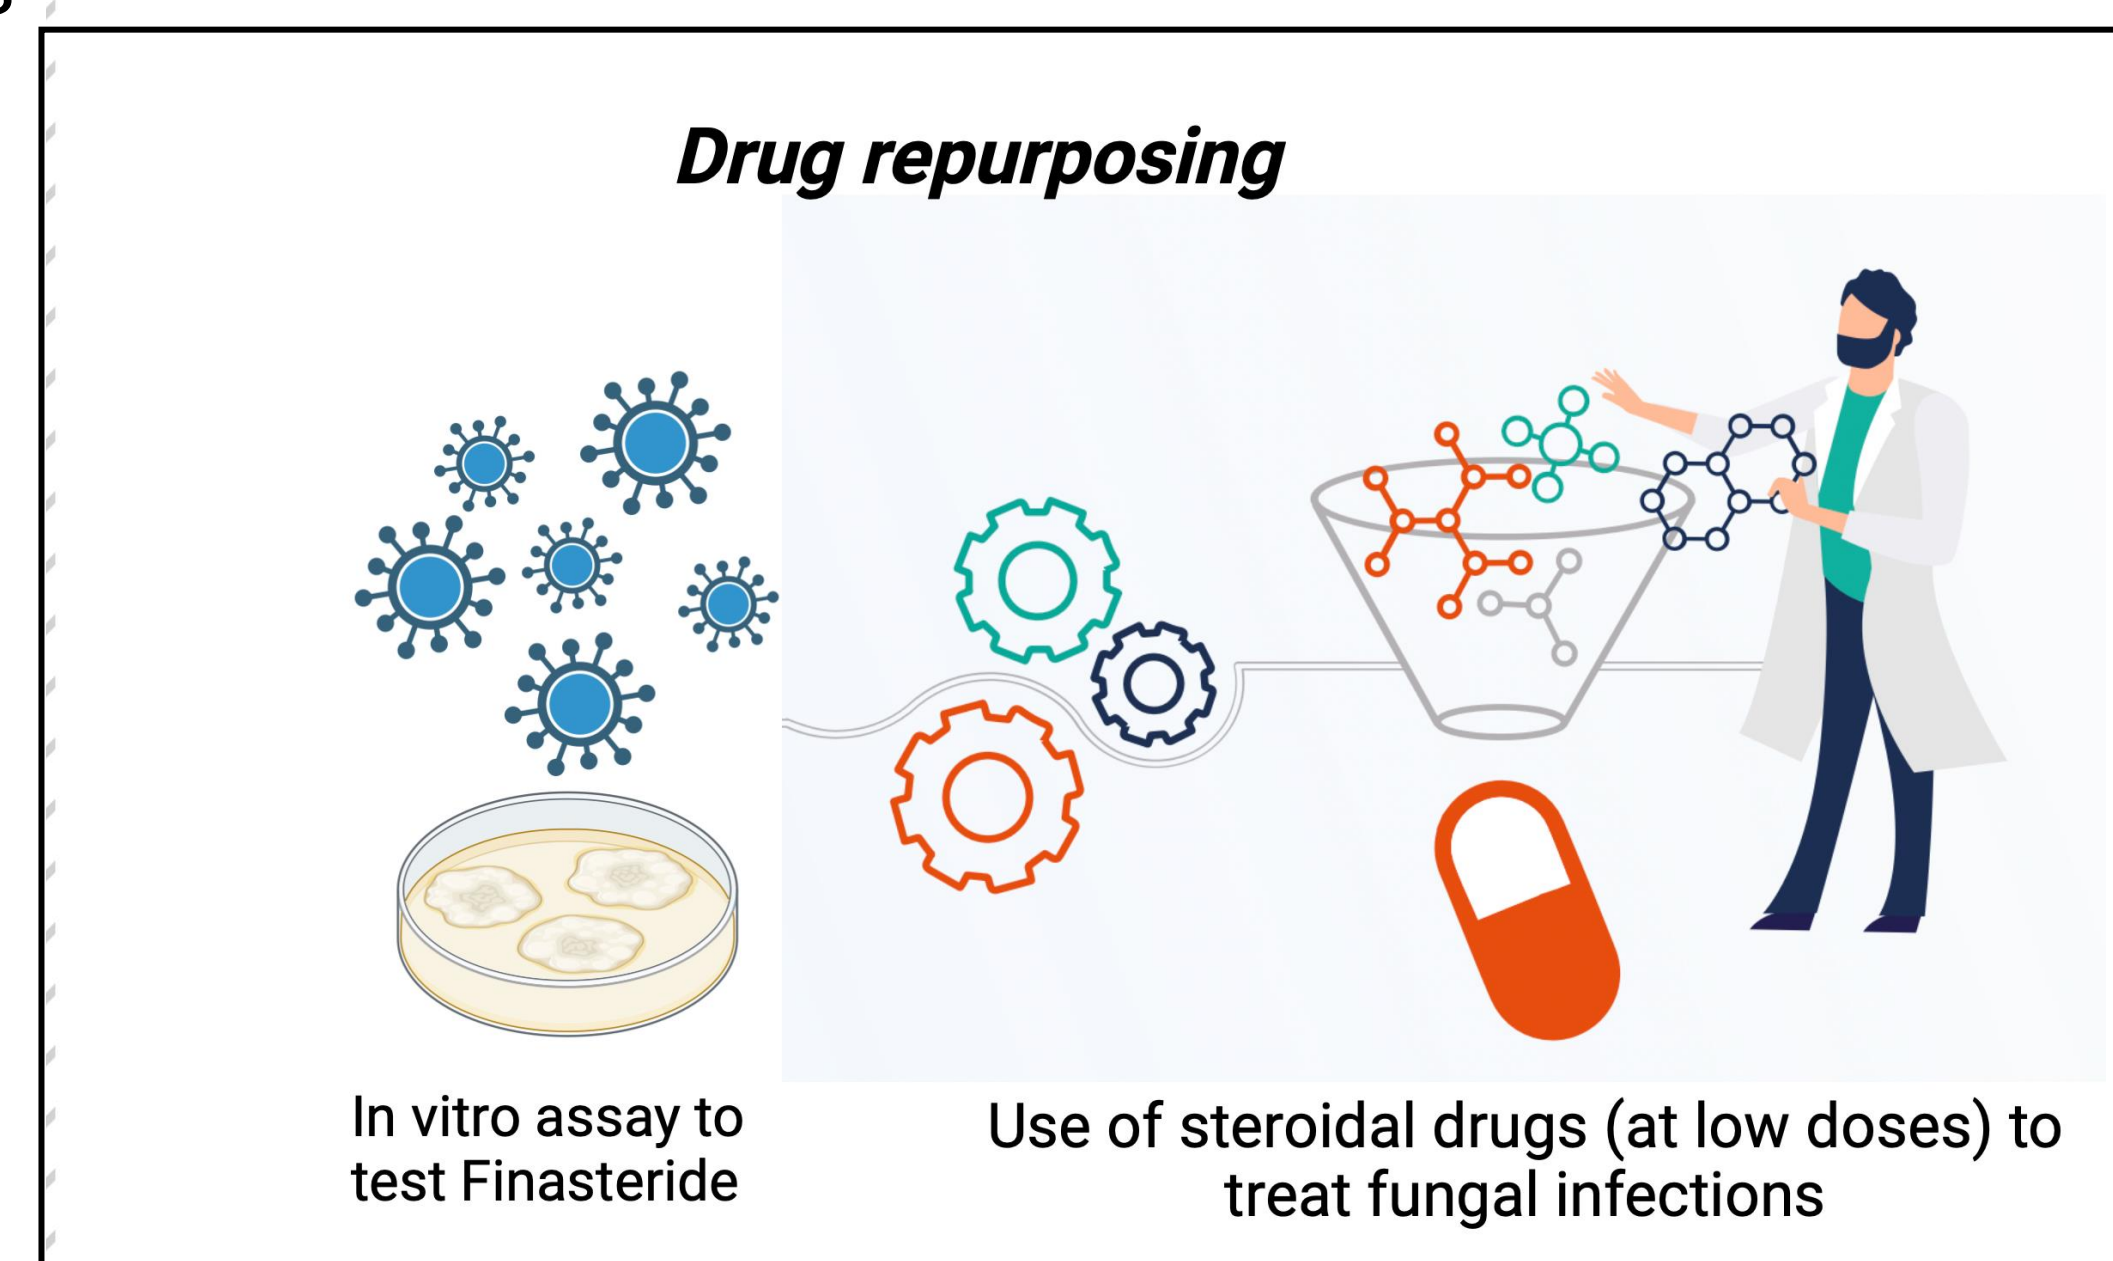 Drug repurposing
In vitro assay to
test Finasteride
Use of steroidal drugs (at low doses) to
treat fungal infections